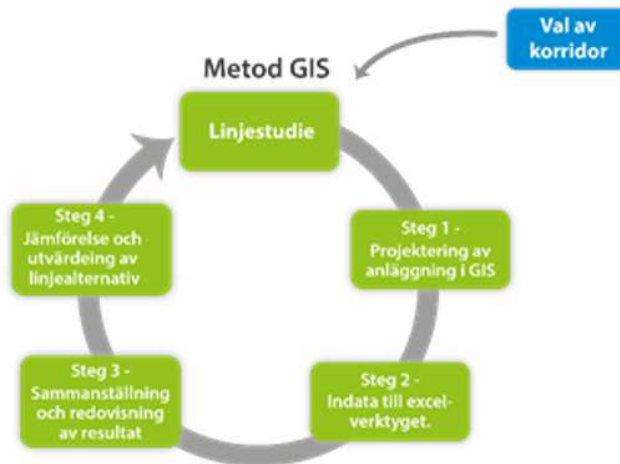 Val av
korridor
Metod GIS
Linjestudie
Steg 1 -
Projektering av
anläggning i GIS
Steg 2 -
Indata till excel-
verktyget.
Steg 3 -
Sammanställning
och redovisning
av resultat
Steg 4 -
Jämförelse och
utvärdeing av
linjealternativ